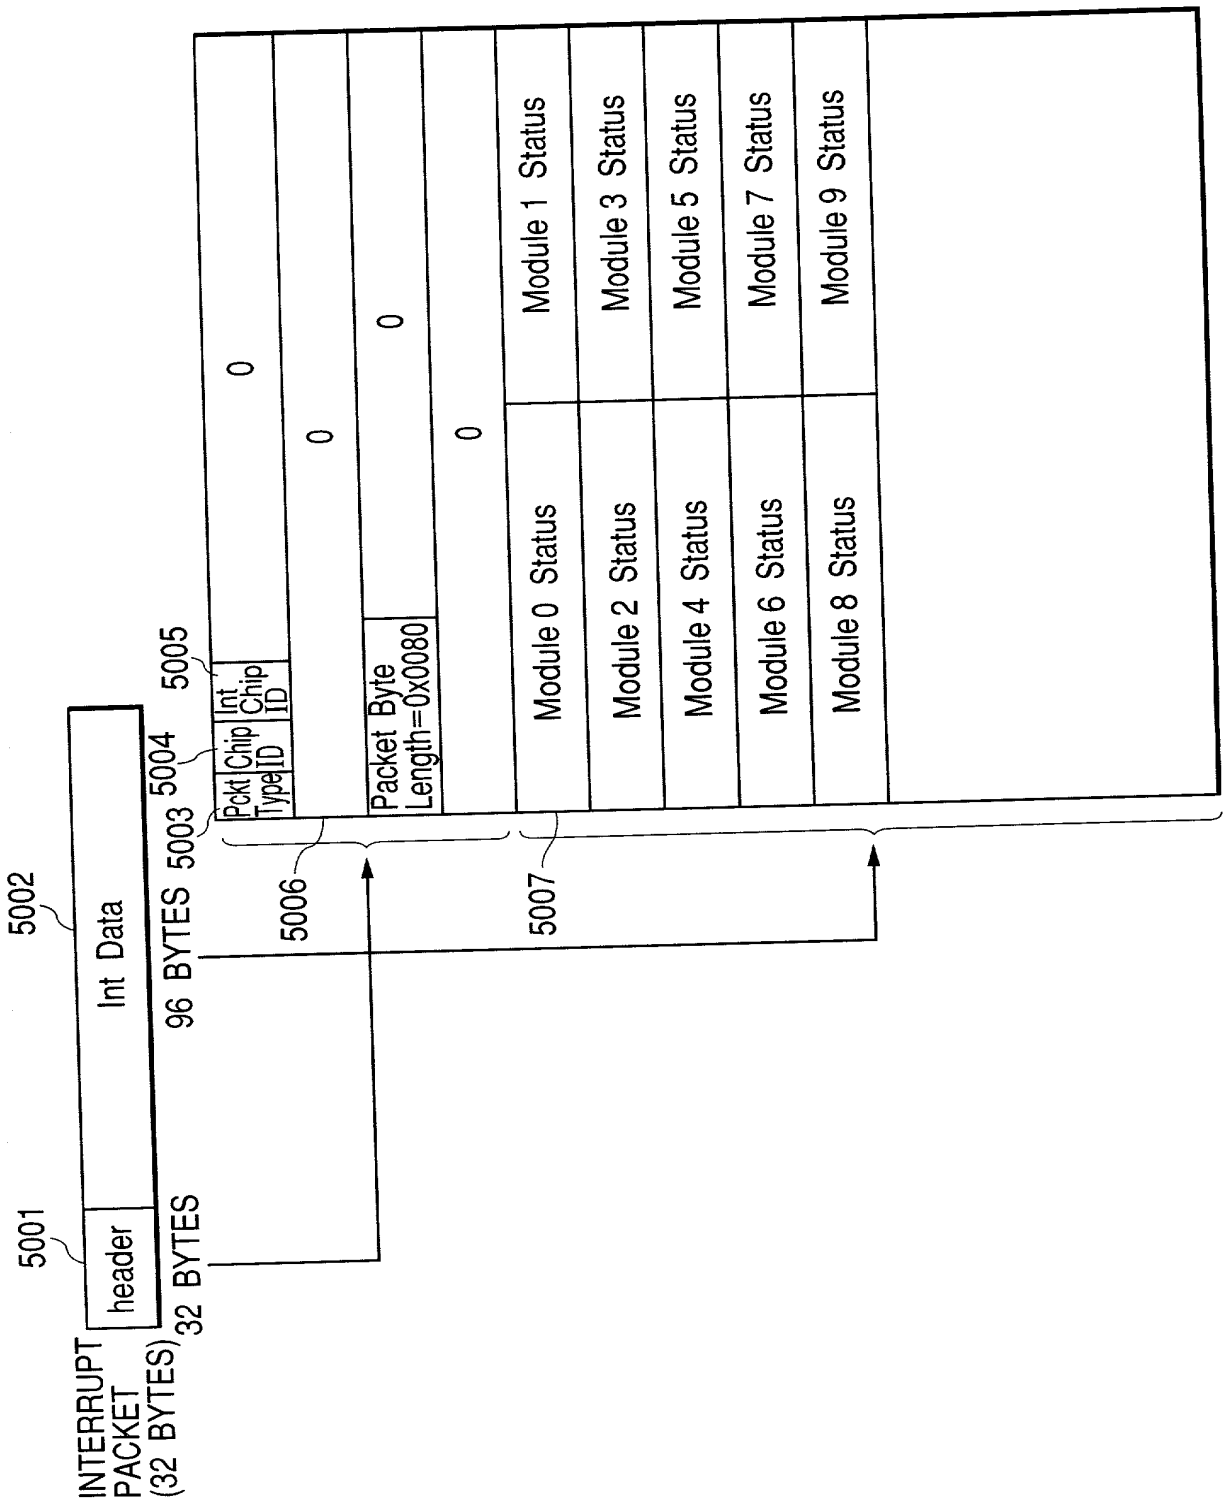 5001
5002
INTERRUPT
PACKET
(32 BYTES)
header
Int Data
32 BYTES
96 BYTES
5003
5004
5005
Pckt
Type
Chip
ID
Int
Chip
ID
0
5006
0
Packet Byte
Length=0x0080
0
0
5007
Module 0 Status
Module 1 Status
Module 2 Status
Module 3 Status
Module 4 Status
Module 5 Status
Module 6 Status
Module 7 Status
Module 8 Status
Module 9 Status